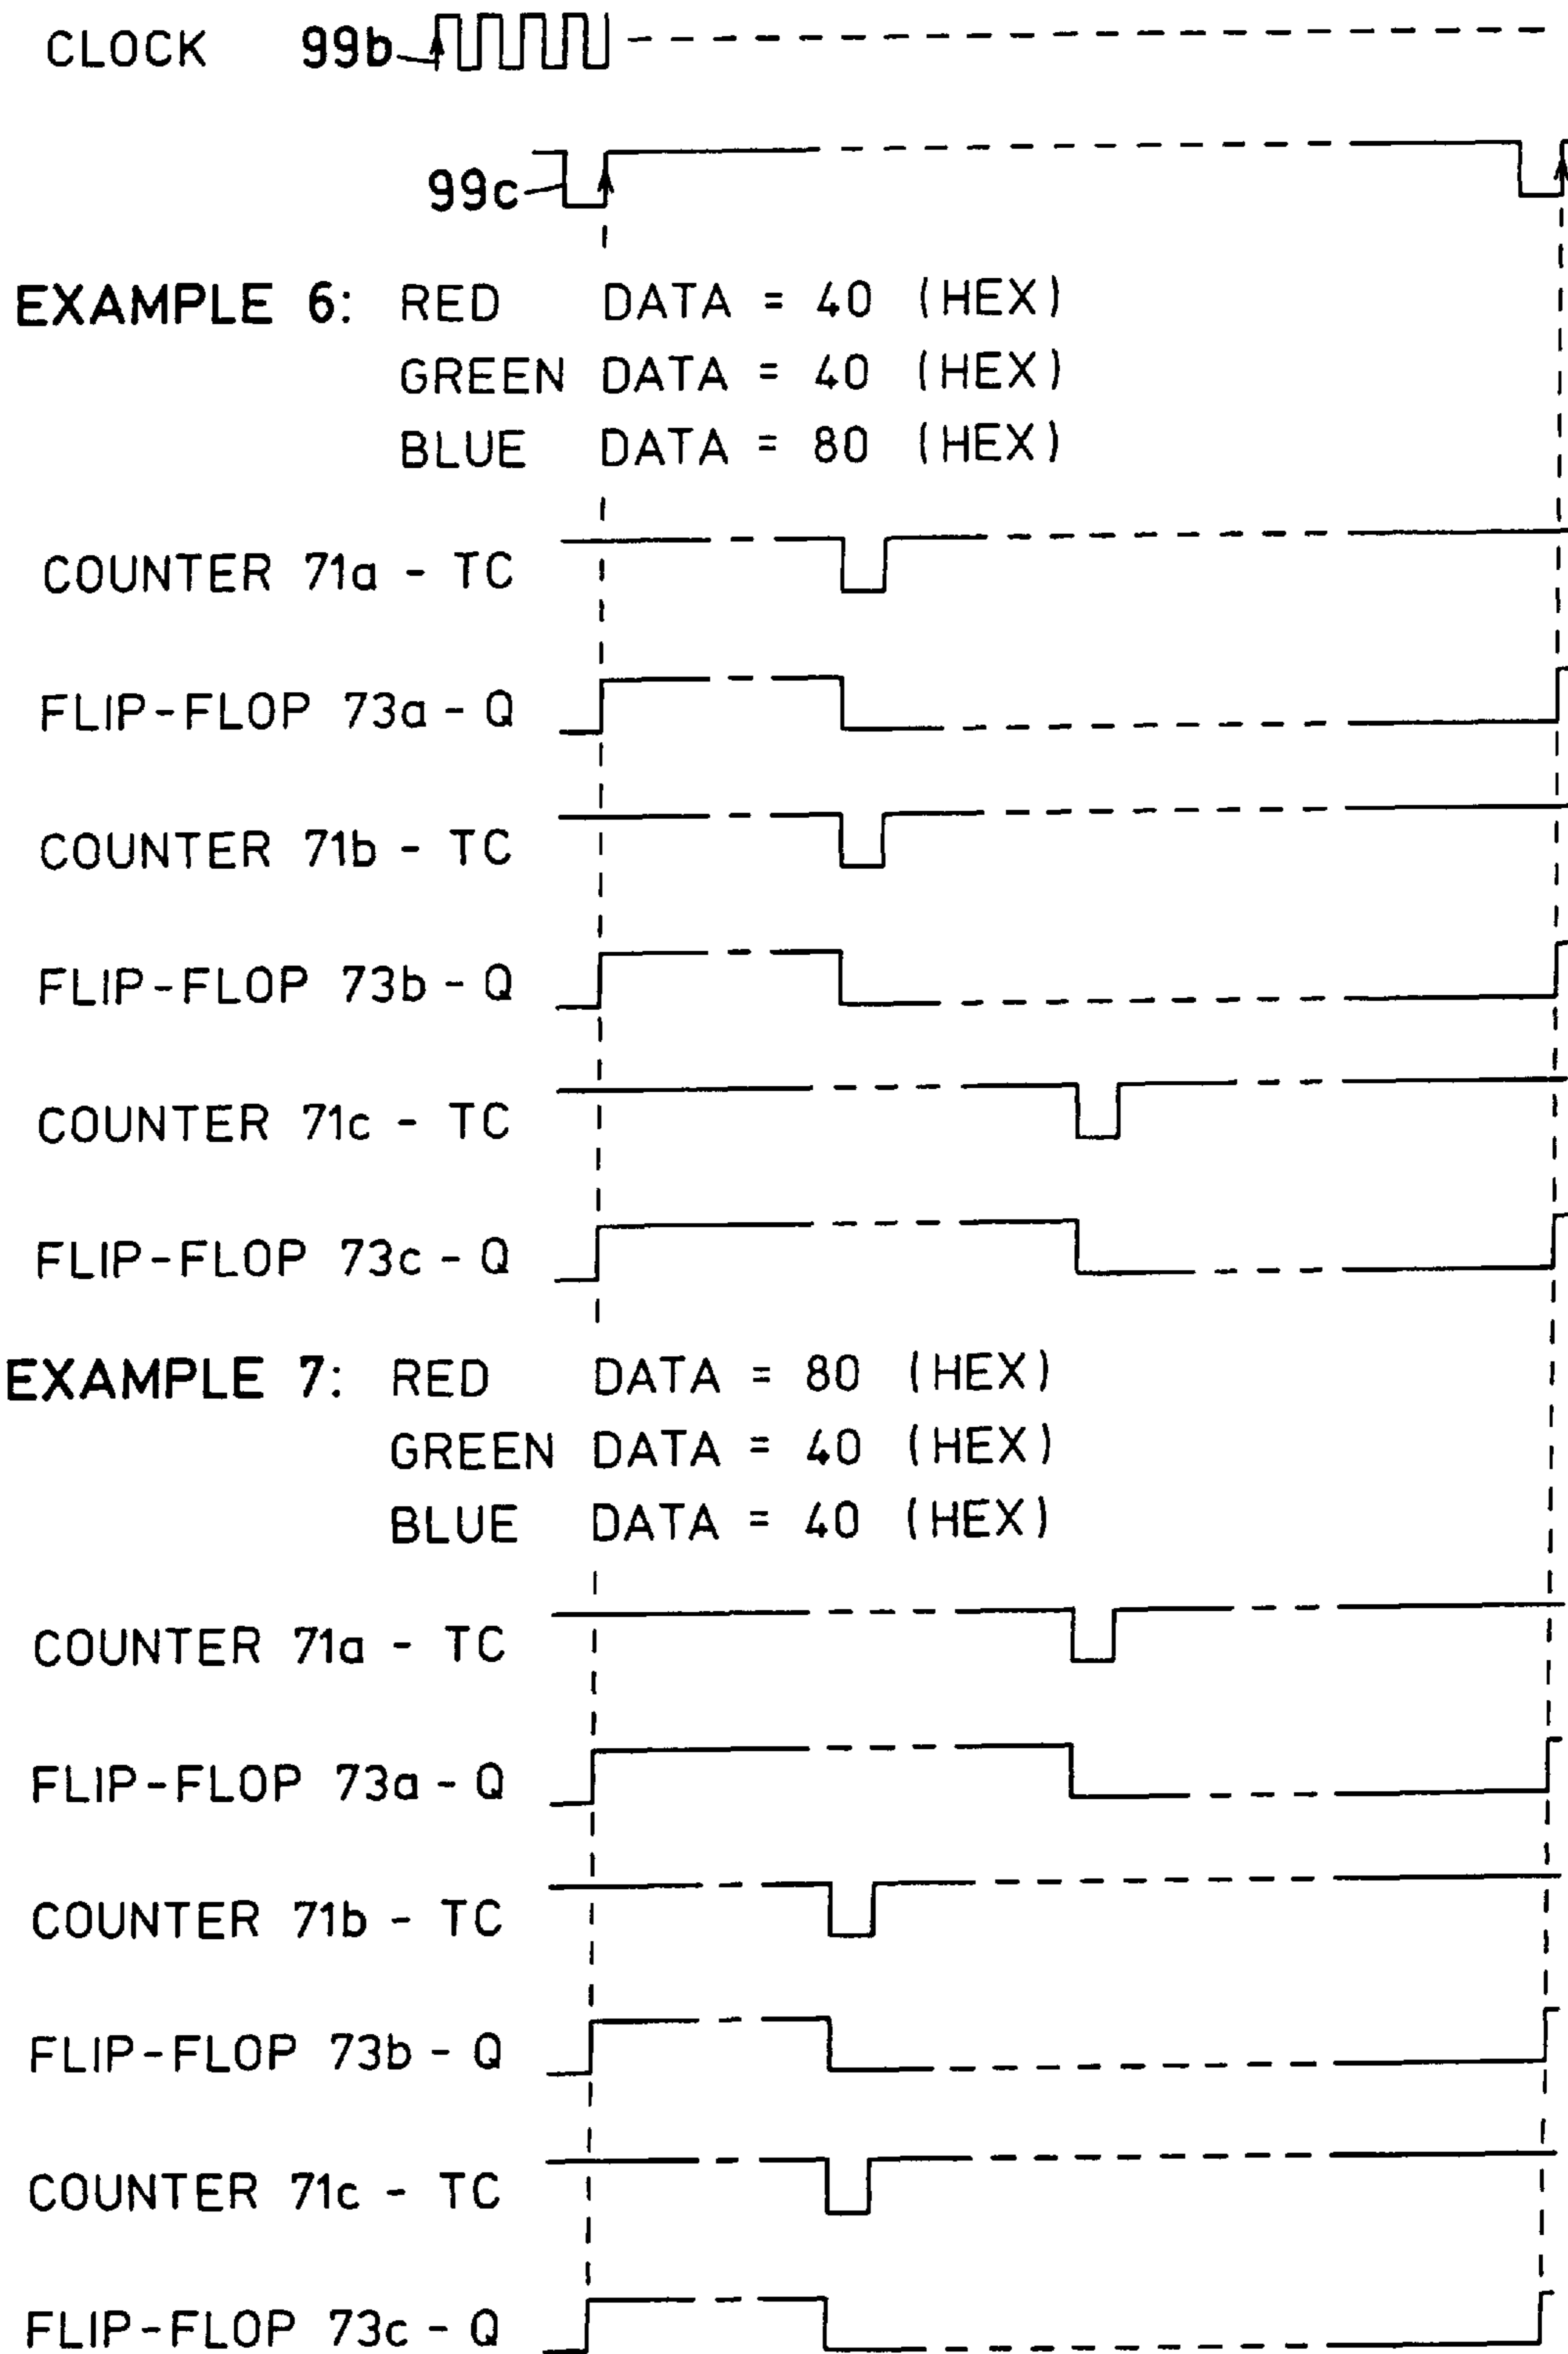 CLOCK 99b
99c
EXAMPLE 6: RED DATA = 40 (HEX)
GREEN DATA = 40 (HEX)
BLUE DATA = 80 (HEX)
COUNTER 71a - TC
FLIP-FLOP 73a - Q
COUNTER 71b - TC
FLIP-FLOP 73b - Q
COUNTER 71c - TC
FLIP-FLOP 73c - Q
EXAMPLE 7: RED DATA = 80 (HEX)
GREEN DATA = 40 (HEX)
BLUE DATA = 40 (HEX)
COUNTER 71a - TC
FLIP-FLOP 73a - Q
COUNTER 71b - TC
FLIP-FLOP 73b - Q
COUNTER 71c - TC
FLIP-FLOP 73c - Q